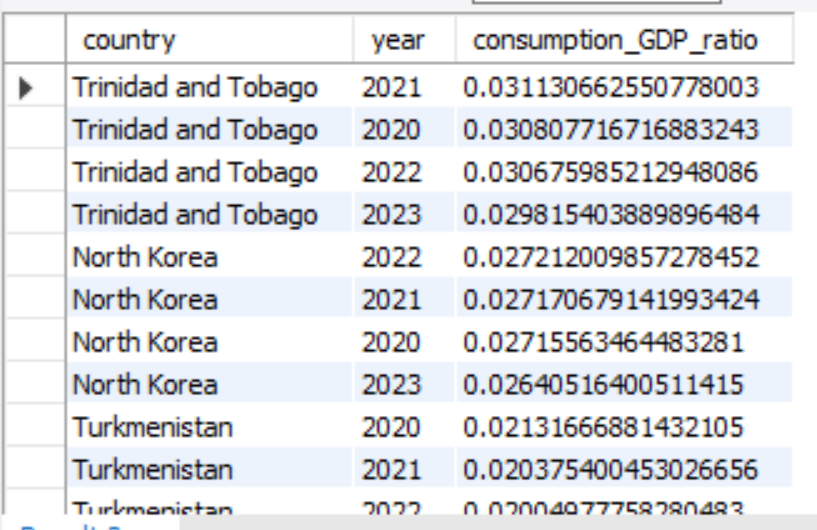 country year consumption_GDP_ratio
Trinidad and Tobago 2021 0.031130662550778003
Trinidad and Tobago 2020 0.030807716716883243
Trinidad and Tobago 2022 0.030675985212948086
Trinidad and Tobago 2023 0.029815403889896484
North Korea 2022 0.027212009857278452
North Korea 2021 0.027170679141993424
North Korea 2020 0.02715563464483281
North Korea 2023 0.02640516400511415
Turkmenistan 2020 0.02131666881432105
Turkmenistan 2021 0.020375400453026656
Turkmenistan 2022 0.02004977758280483